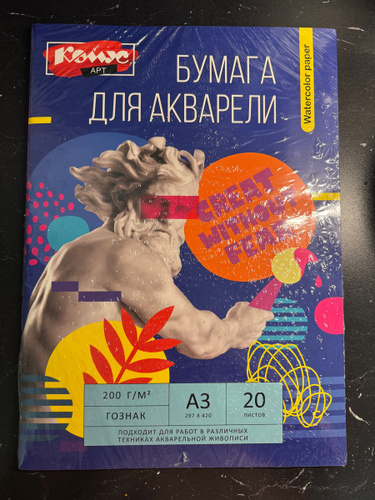 Комус
АРТ
БУМАГА
ДЛЯ АКВАРЕЛИ
Watercolor paper
CREAT
WITHOUT
FEAR
200 Г/М²
ГОЗНАК
А3
297 X 420
20
ЛИСТОВ
ПОДХОДИТ ДЛЯ РАБОТ В РАЗЛИЧНЫХ
ТЕХНИКАХ АКВАРЕЛЬНОЙ ЖИВОПИСИ